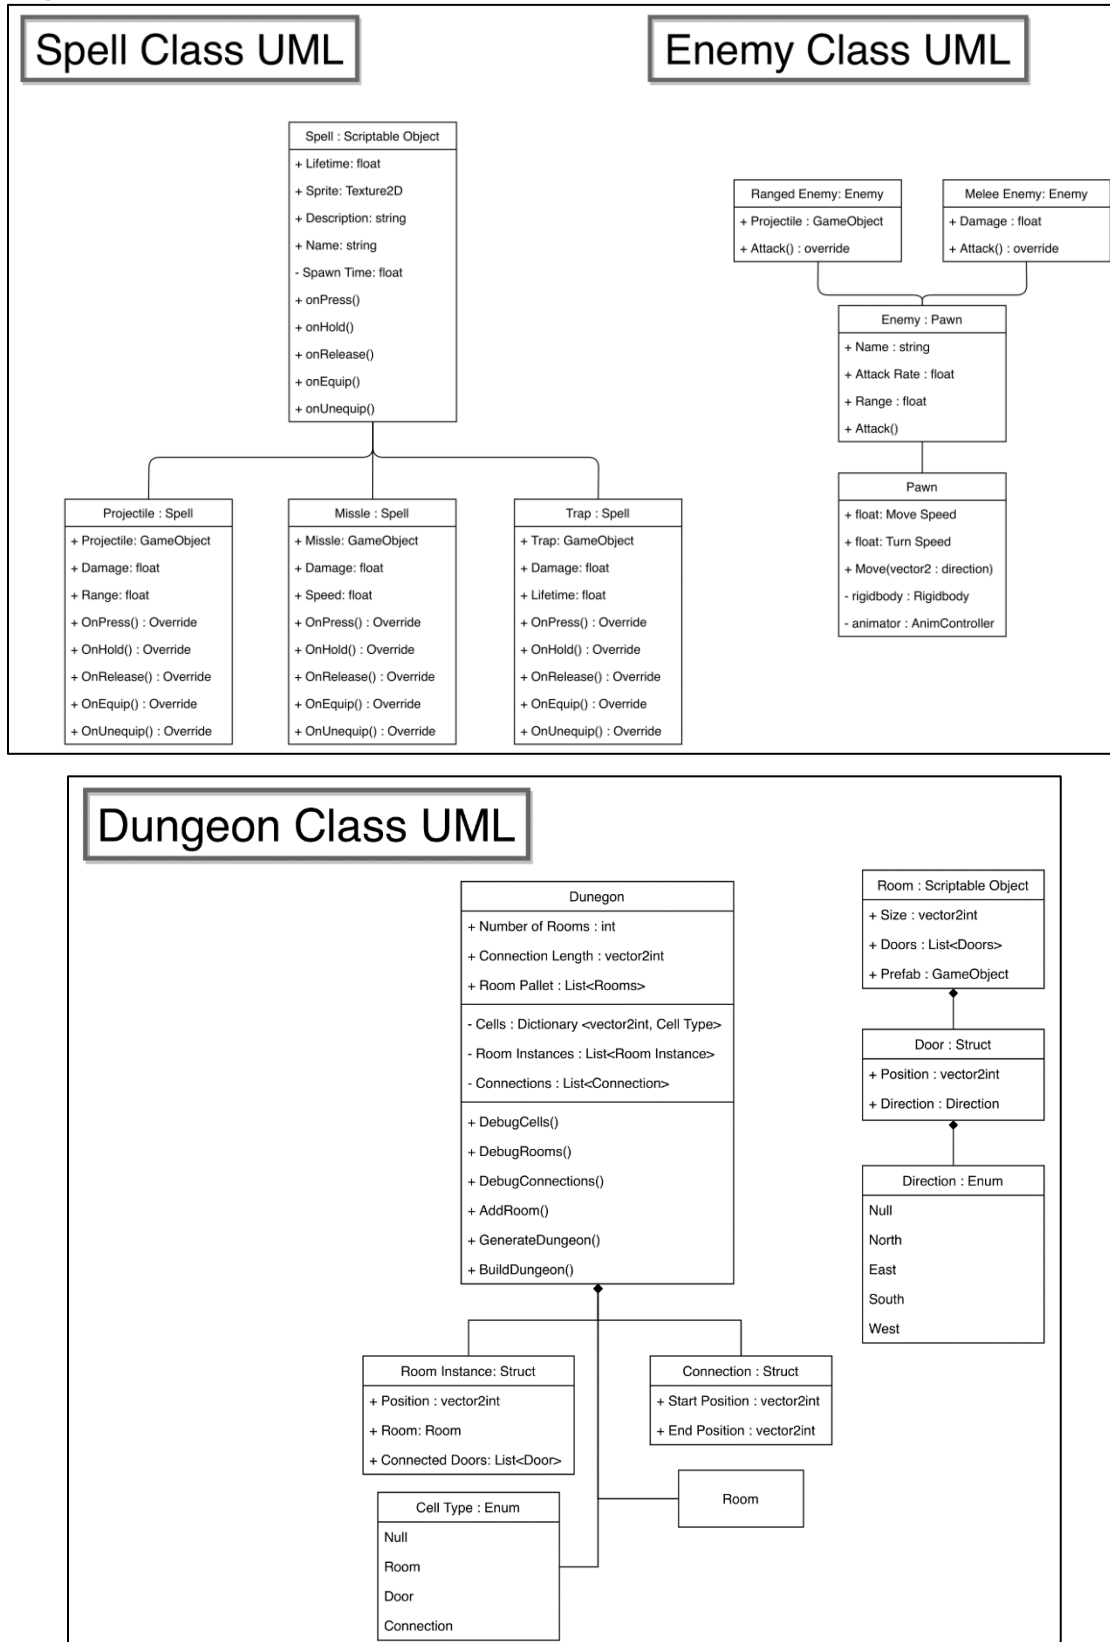 Spell Class UML
Enemy Class UML
Spell : Scriptable Object
+ Lifetime: float
+ Sprite: Texture2D
+ Description: string
+ Name: string
- Spawn Time: float
+ onPress()
+ onHold()
+ onRelease()
+ onEquip()
+ onUnequip()
Projectile : Spell
+ Projectile: GameObject
+ Damage: float
+ Range: float
+ OnPress() : Override
+ OnHold() : Override
+ OnRelease() : Override
+ OnEquip() : Override
+ OnUnequip() : Override
Missle : Spell
+ Missle: GameObject
+ Damage: float
+ Speed: float
+ OnPress() : Override
+ OnHold() : Override
+ OnRelease() : Override
+ OnEquip() : Override
+ OnUnequip() : Override
Trap : Spell
+ Trap: GameObject
+ Damage: float
+ Lifetime: float
+ OnPress() : Override
+ OnHold() : Override
+ OnRelease() : Override
+ OnEquip() : Override
+ OnUnequip() : Override
Ranged Enemy: Enemy
+ Projectile : GameObject
+ Attack() : override
Melee Enemy: Enemy
+ Damage : float
+ Attack() : override
Enemy : Pawn
+ Name : string
+ Attack Rate : float
+ Range : float
+ Attack()
Pawn
+ float: Move Speed
+ float: Turn Speed
+ Move(vector2 : direction)
- rigidbody : Rigidbody
- animator : AnimController
Dungeon Class UML
Dunegon
+ Number of Rooms : int
+ Connection Length : vector2int
+ Room Pallet : List<Rooms>
- Cells : Dictionary <vector2int, Cell Type>
- Room Instances : List<Room Instance>
- Connections : List<Connection>
+ DebugCells()
+ DebugRooms()
+ DebugConnections()
+ AddRoom()
+ GenerateDungeon()
+ BuildDungeon()
Room : Scriptable Object
+ Size : vector2int
+ Doors : List<Doors>
+ Prefab : GameObject
Door : Struct
+ Position : vector2int
+ Direction : Direction
Direction : Enum
Null
North
East
South
West
Room Instance: Struct
+ Position : vector2int
+ Room: Room
+ Connected Doors: List<Door>
Connection : Struct
+ Start Position : vector2int
+ End Position : vector2int
Room
Cell Type : Enum
Null
Room
Door
Connection